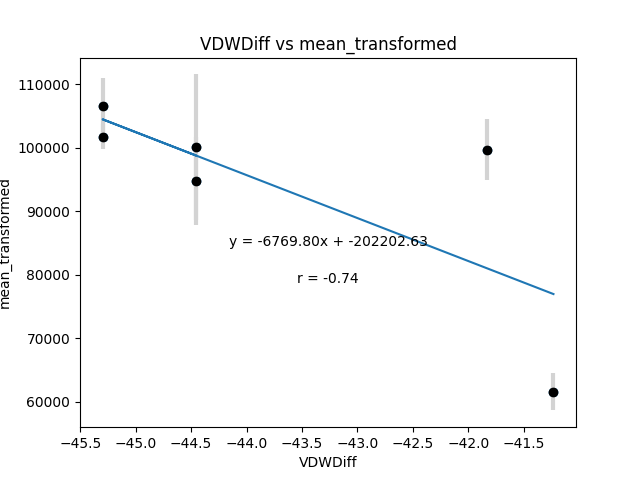 VDWDiff vs mean_transformed
110000
100000
90000
80000
70000
60000
mean_transformed
y = -6769.80x + -202202.63
r = -0.74
−45.5 −45.0 −44.5 −44.0 −43.5 −43.0 −42.5 −42.0 −41.5
VDWDiff